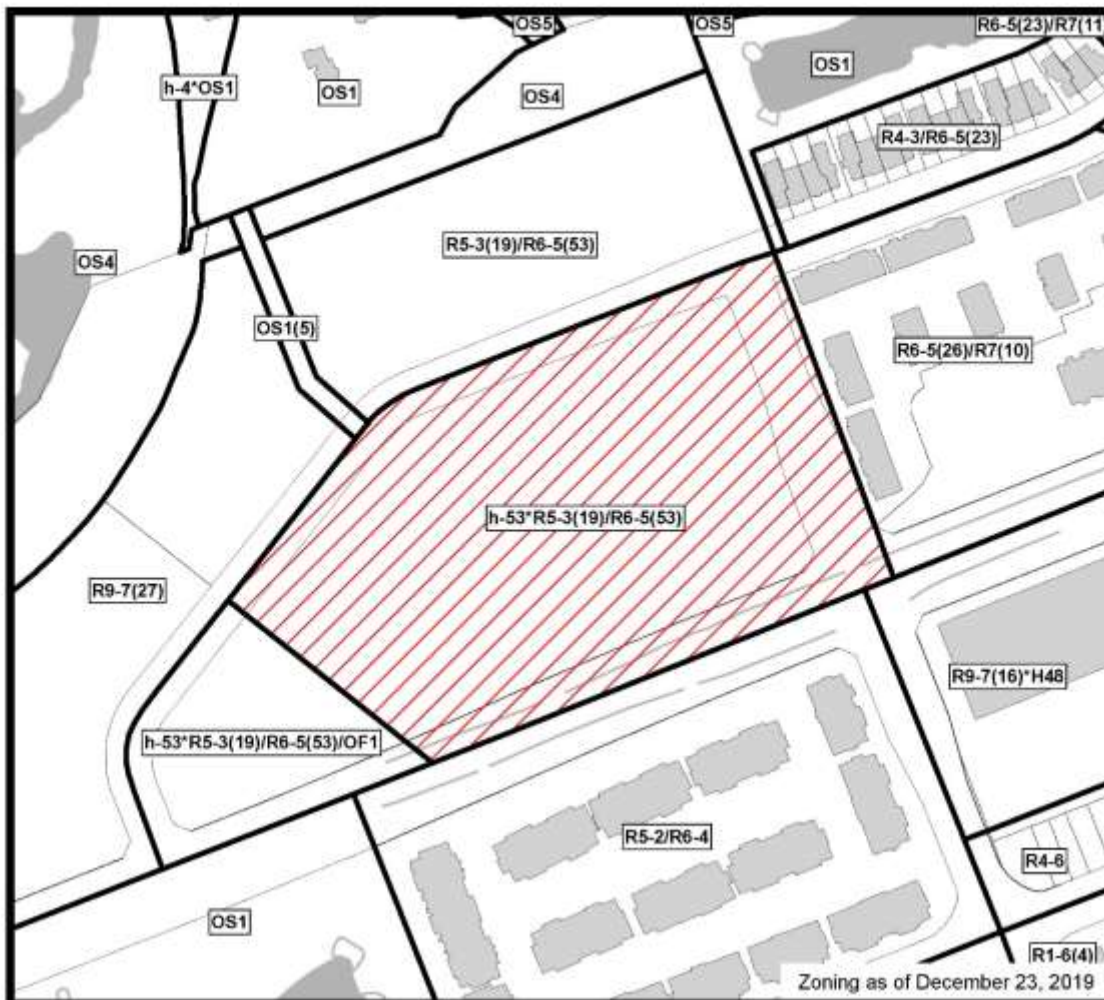 OS5
OS5
R6-5(23)/R7(11)
h-4*OS1
OS1
OS4
OS1
R4-3/R6-5(23)
R5-3(19)/R6-5(53)
OS4
OS1(5)
R6-5(26)/R7(10)
h-53*R5-3(19)/R6-5(53)
R9-7(27)
R9-7(16)*H48
h-53*R5-3(19)/R6-5(53)/OF1
R5-2/R6-4
R4-6
OS1
R1-6(4)
Zoning as of December 23, 2019